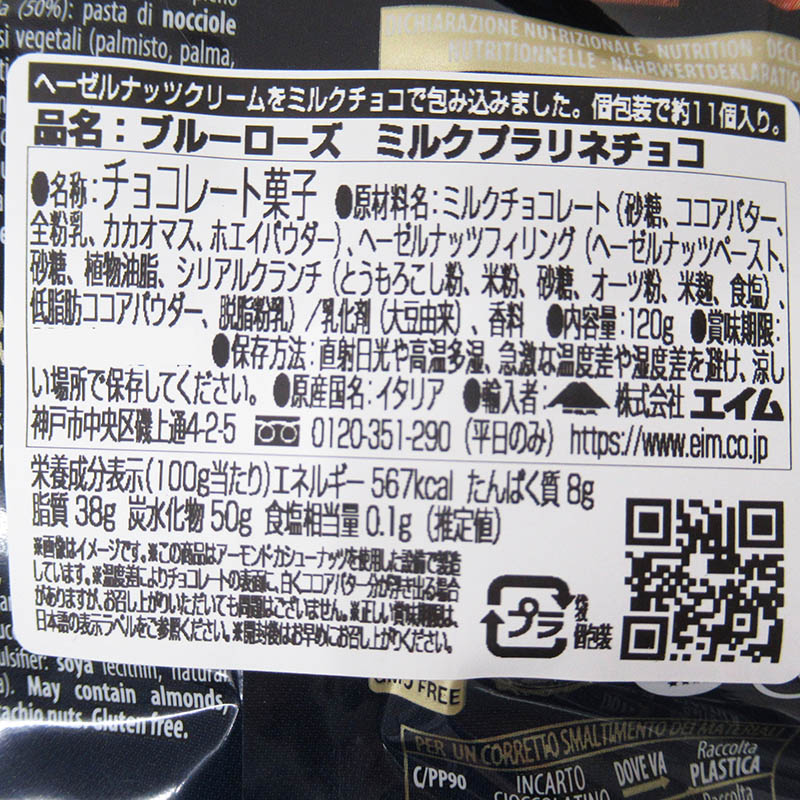 a (50%): pasta di nocciole
si vegetali (palmisto, palma,
DICHIARAZIONE NUTRIZIONALE - NUTRITION - DECL
NUTRITIONNELLE - NÄHRWERTDEKLARATIO
ヘーゼルナッツクリームをミルクチョコで包み込みました。個包装で約11個入り。
品名：ブルーローズ ミルクプラリネチョコ
●名称：チョコレート菓子 ●原材料名：ミルクチョコレート（砂糖、ココアバター、
全粉乳、カカオマス、ホエイパウダー）、ヘーゼルナッツフィリング（ヘーゼルナッツペースト、
砂糖、植物油脂、シリアルクランチ（とうもろこし粉、米粉、砂糖、オーツ粉、米麹、食塩）、
低脂肪ココアパウダー、脱脂粉乳）/乳化剤（大豆由来）、香料 ●内容量：120g ●賞味期限：
●保存方法：直射日光や高温多湿、急激な温度差や湿度差を避け、涼し
い場所で保存してください。 ●原産国名：イタリア ●輸入者： 株式会社エイム
神戸市中央区磯上通4-2-5 0120-351-290（平日のみ）https://www.eim.co.jp
栄養成分表示（100g当たり）エネルギー 567kcal たんぱく質 8g
脂質 38g 炭水化物 50g 食塩相当量 0.1g（推定値）
※画像はイメージです。※この商品はアーモンド・カシューナッツを使用した設備で製造
しています。※温度差によりチョコレートの表面に、白くココアバター分が浮き出る場合
がありますが、お召し上がりいただいても問題はございません。※正しい賞味期限は、
日本語の表示ラベルをご参照ください。※開封後はお早めにお召し上がりください。
プラ
袋
個包装
ulsifier: soya lecithin, natural
a). May contain almonds,
tachio nuts. Gluten free.
GMO FREE
PER UN CORRETTO SMALTIMENTO DEI MATERIALI
C/PP90
INCARTO
CIOCCOLATINO
DOVE VA
Raccolta
PLASTICA
Raccolta